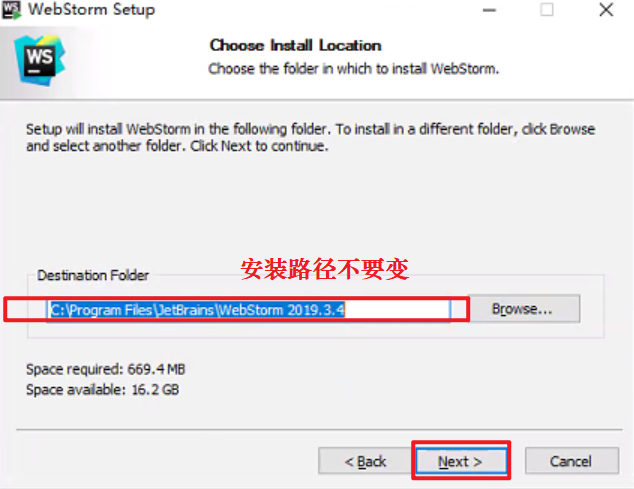 WS
WebStorm Setup
WS
Choose Install Location
Choose the folder in which to install WebStorm.
Setup will install WebStorm in the following folder. To install in a different folder, click Browse
and select another folder. Click Next to continue.
安装路径不要变
Destination Folder
C:\Program Files\JetBrains\WebStorm 2019.3.4
Browse...
Space required: 669.4 MB
Space available: 16.2 GB
< Back
Next >
Cancel